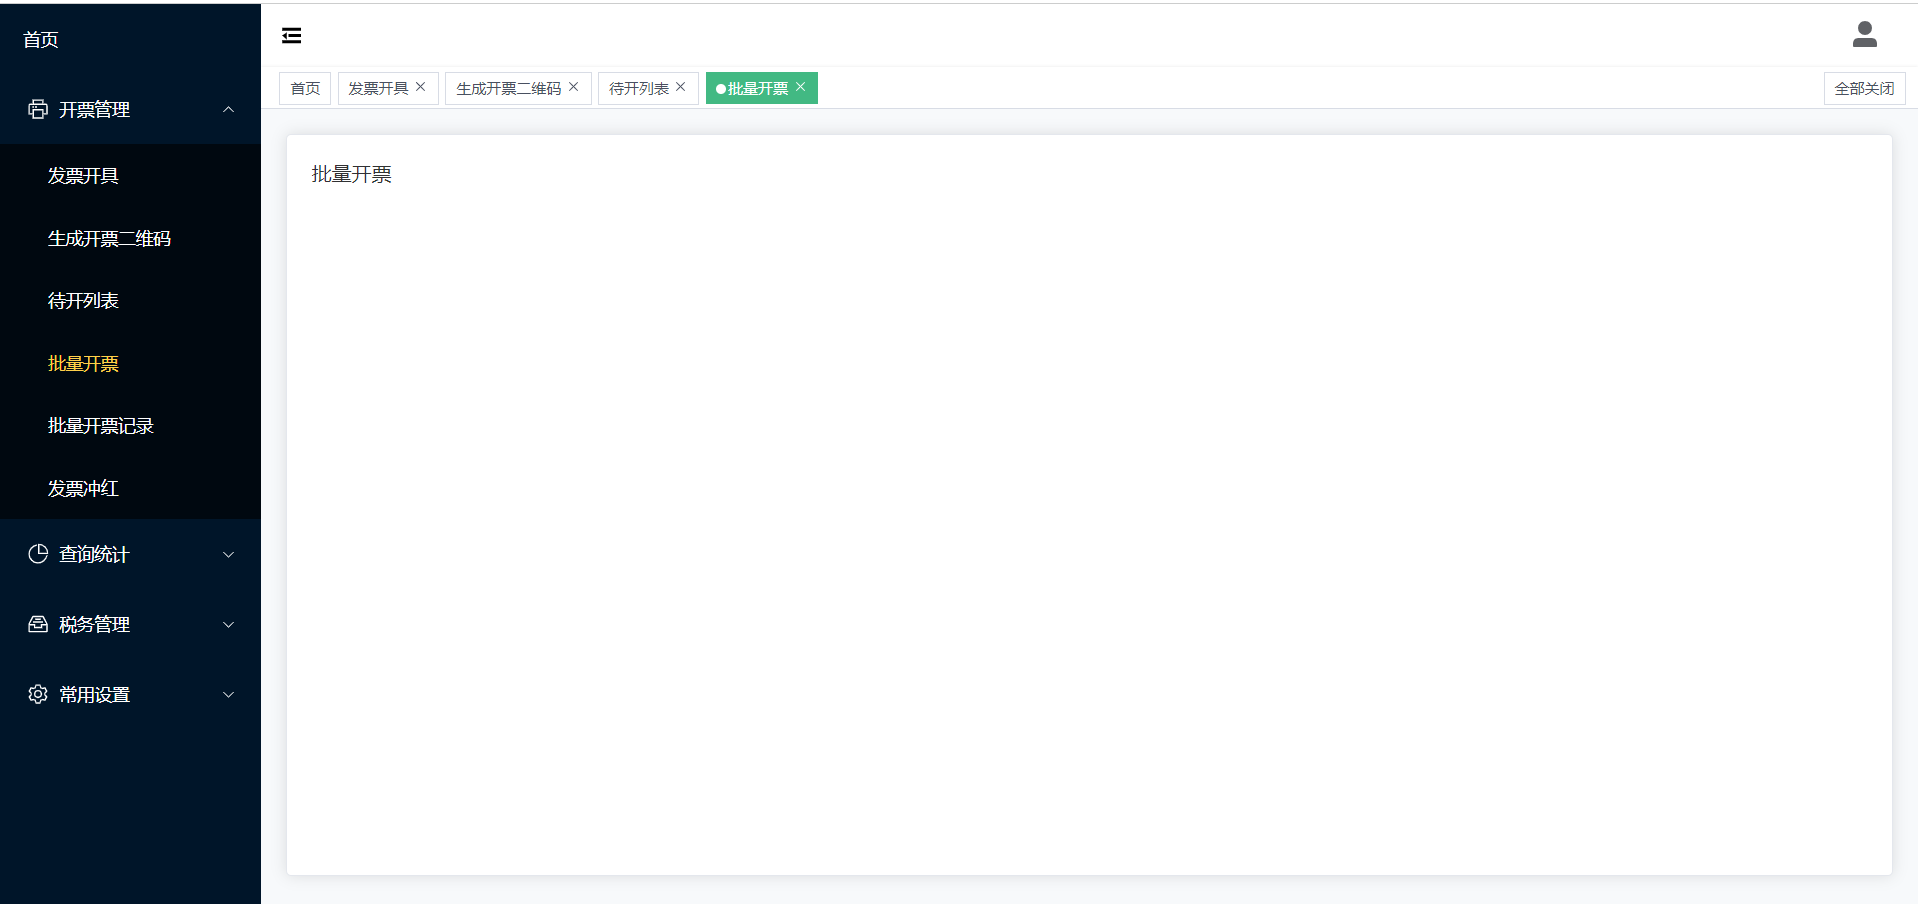 首页
开票管理
发票开具
生成开票二维码
待开列表
批量开票
批量开票记录
发票冲红
查询统计
税务管理
常用设置
首页 发票开具 生成开票二维码 待开列表 批量开票 全部关闭
批量开票